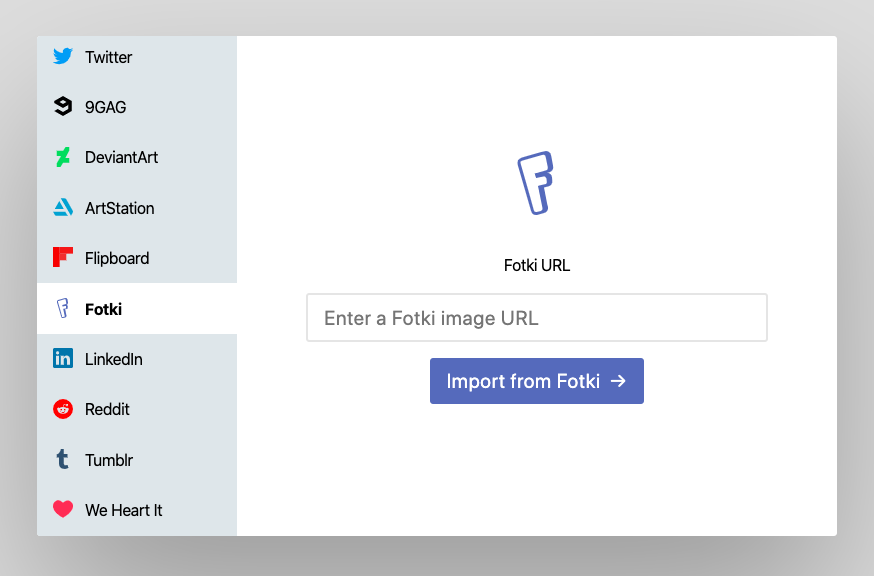 Twitter
9GAG
DeviantArt
ArtStation
Flipboard
Fotki
LinkedIn
Reddit
Tumblr
We Heart It
Fotki URL
Enter a Fotki image URL
Import from Fotki →